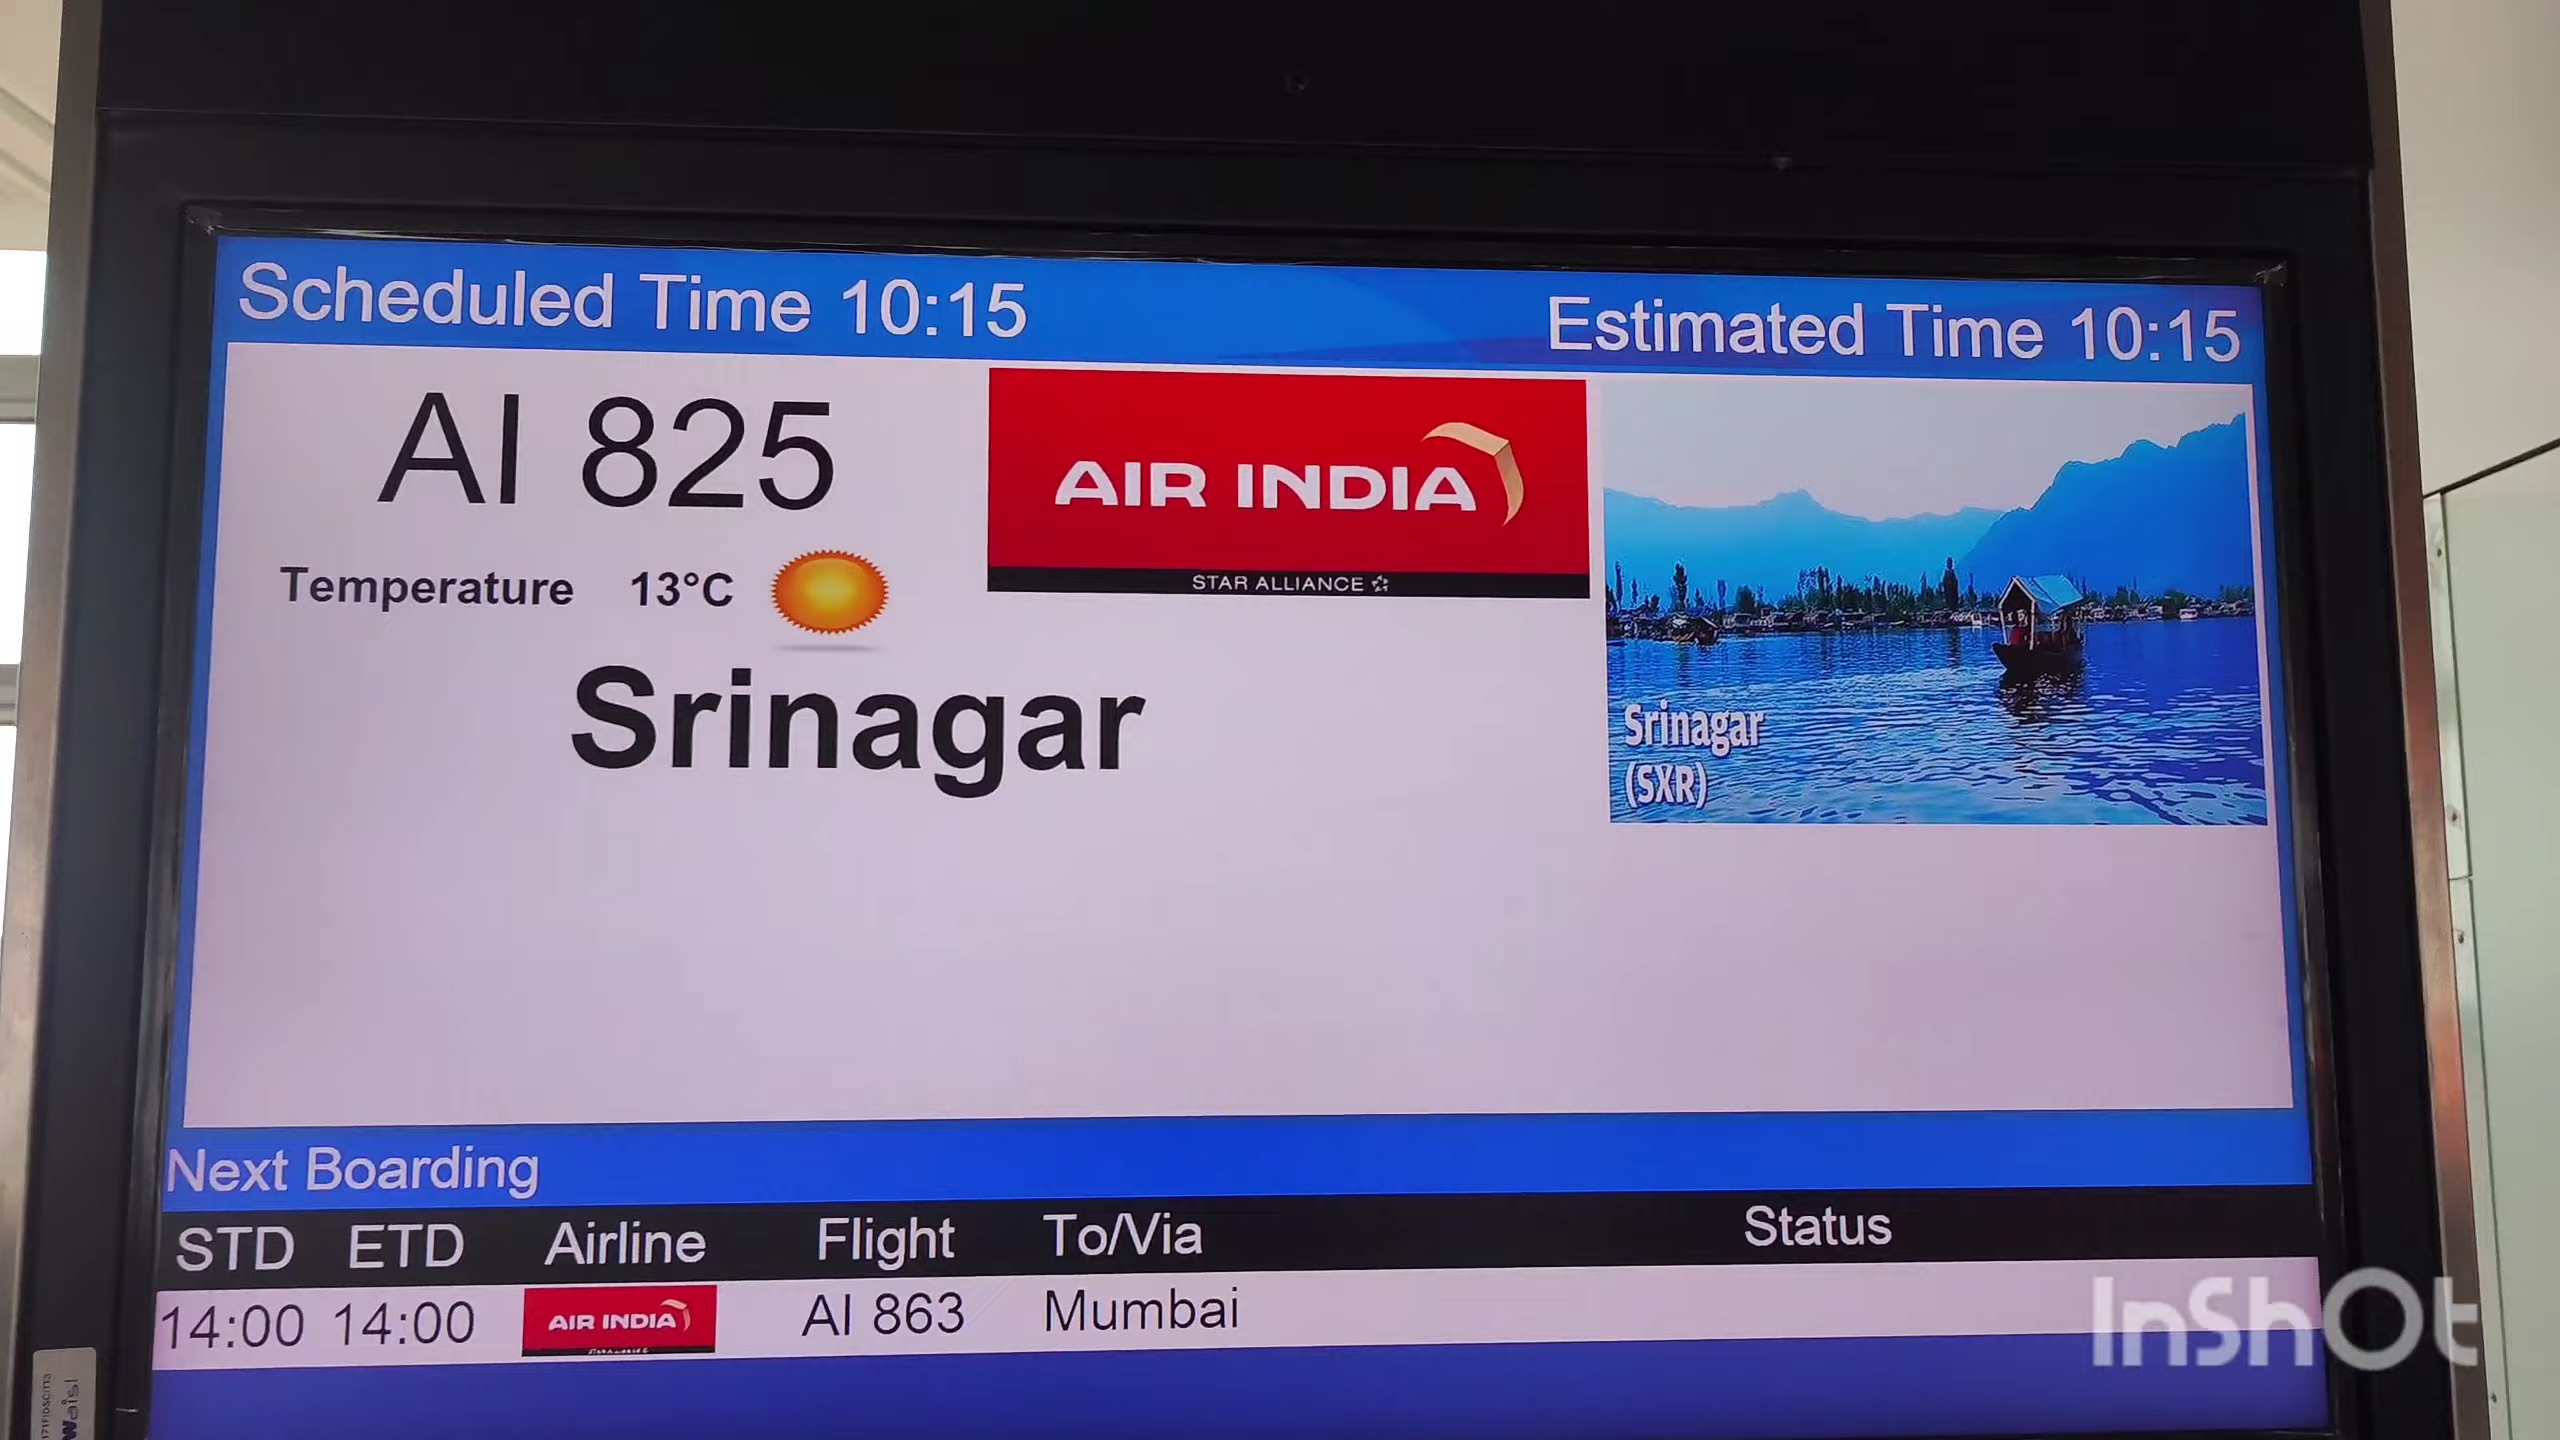 Scheduled Time 10:15
Estimated Time 10:15
AI 825
AIR INDIA
STAR ALLIANCE
Temperature 13°C
Srinagar
Srinagar
(SXR)
Next Boarding
STD ETD Airline Flight To/Via Status
14:00 14:00 AIR INDIA AI 863 Mumbai
InShOt